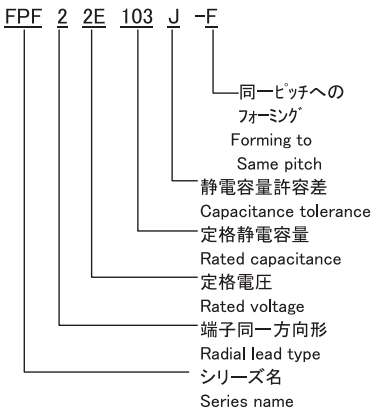 FPF 2 2E 103 J -F
同一ピッチへの
フォーミング
Forming to
Same pitch
静電容量許容差
Capacitance tolerance
定格静電容量
Rated capacitance
定格電圧
Rated voltage
端子同一方向形
Radial lead type
シリーズ名
Series name